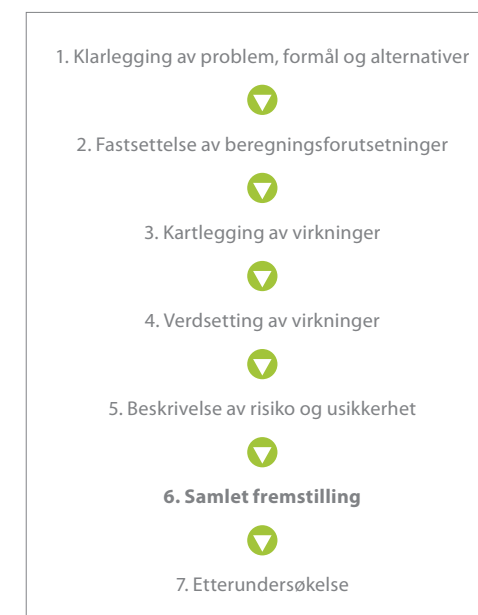 1. Klarlegging av problem, formål og alternativer
2. Fastsettelse av beregningsforutsetninger
3. Kartlegging av virkninger
4. Verdsetting av virkninger
5. Beskrivelse av risiko og usikkerhet
6. Samlet fremstilling
7. Etterundersøkelse